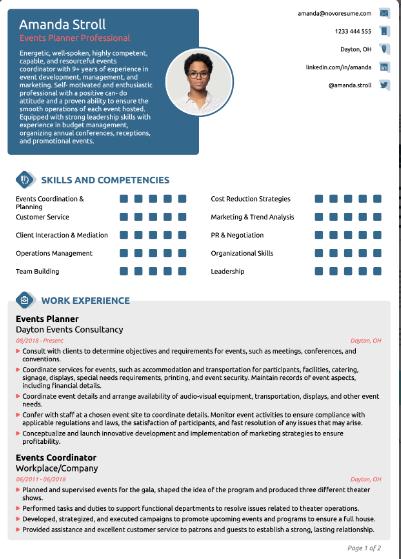 Amanda Stroll
Events Planner Professional
Energetic, well-spoken, highly competent,
capable, and resourceful events
coordinator with 9+ years of experience in
event development, management, and
marketing. Self- motivated and enthusiastic
professional with a positive can- do
attitude and a proven ability to ensure the
smooth operations of each event hosted.
Equipped with strong leadership skills with
experience in budget management,
organizing annual conferences, receptions,
and promotional events.
amanda@novoresume.com
1233 444 555
Dayton, OH
linkedin.com/in/amanda
@amanda.stroll
SKILLS AND COMPETENCIES
Events Coordination &
Planning
Customer Service
Client Interaction & Mediation
Operations Management
Team Building
Cost Reduction Strategies
Marketing & Trend Analysis
PR & Negotiation
Organizational Skills
Leadership
WORK EXPERIENCE
Events Planner
Dayton Events Consultancy
08/2018 - Present
Dayton, OH
Consult with clients to determine objectives and requirements for events, such as meetings, conferences, and
conventions.
Coordinate services for events, such as accommodation and transportation for participants, facilities, catering,
signage, displays, special needs requirements, printing, and event security. Maintain records of event aspects,
including financial details.
Coordinate event details and arrange availability of audio-visual equipment, transportation, displays, and other event
needs.
Confer with staff at a chosen event site to coordinate details. Monitor event activities to ensure compliance with
applicable regulations and laws, the satisfaction of participants, and fast resolution of any issues that may arise.
Conceptualize and launch innovative development and implementation of marketing strategies to ensure
profitability.
Events Coordinator
Workplace/Company
06/2011 - 06/2018
Dayton, OH
Planned and supervised events for the gala, shaped the idea of the program and produced three different theater
shows.
Performed tasks and duties to support functional departments to resolve issues related to theater operations.
Developed, strategized, and executed campaigns to promote upcoming events and programs to ensure a full house.
Provided assistance and excellent customer service to patrons and guests to establish a strong, lasting relationship.
Page 1 of 2